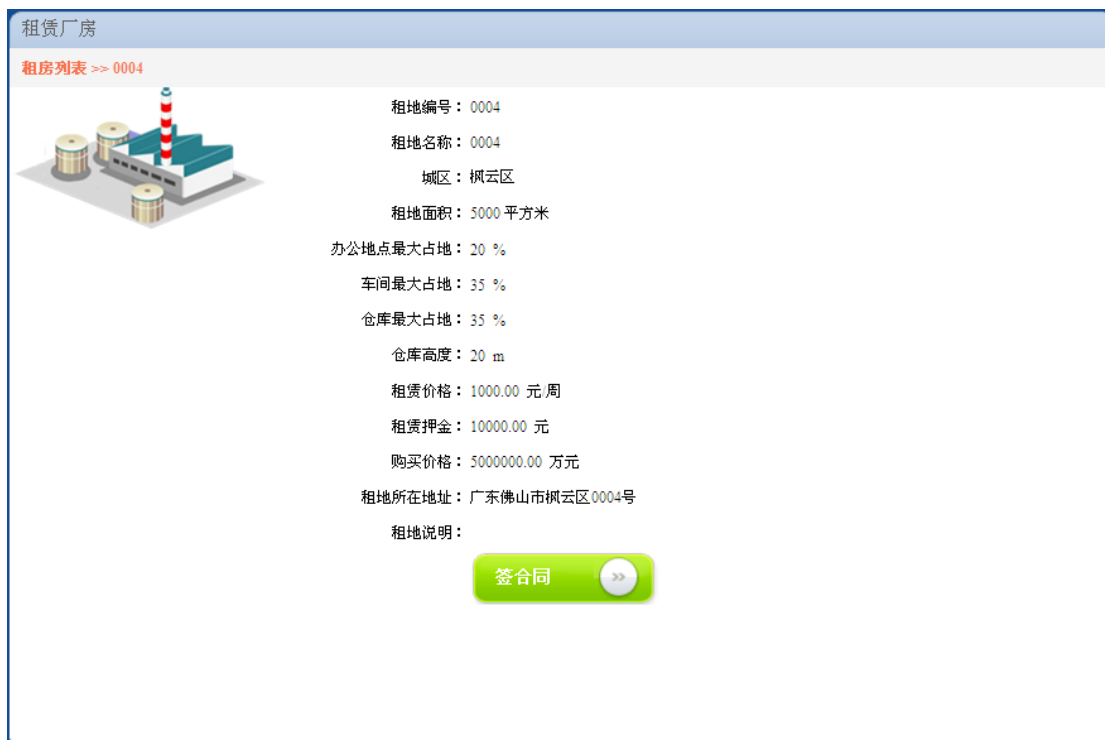 租赁厂房
租房列表 >> 0004
租地编号： 0004
租地名称： 0004
城区： 枫云区
租地面积： 5000 平方米
办公地点最大占地： 20 %
车间最大占地： 35 %
仓库最大占地： 35 %
仓库高度： 20 m
租赁价格： 1000.00 元/周
租赁押金： 10000.00 元
购买价格： 5000000.00 万元
租地所在地址： 广东佛山市枫云区0004号
租地说明：
签合同 >>